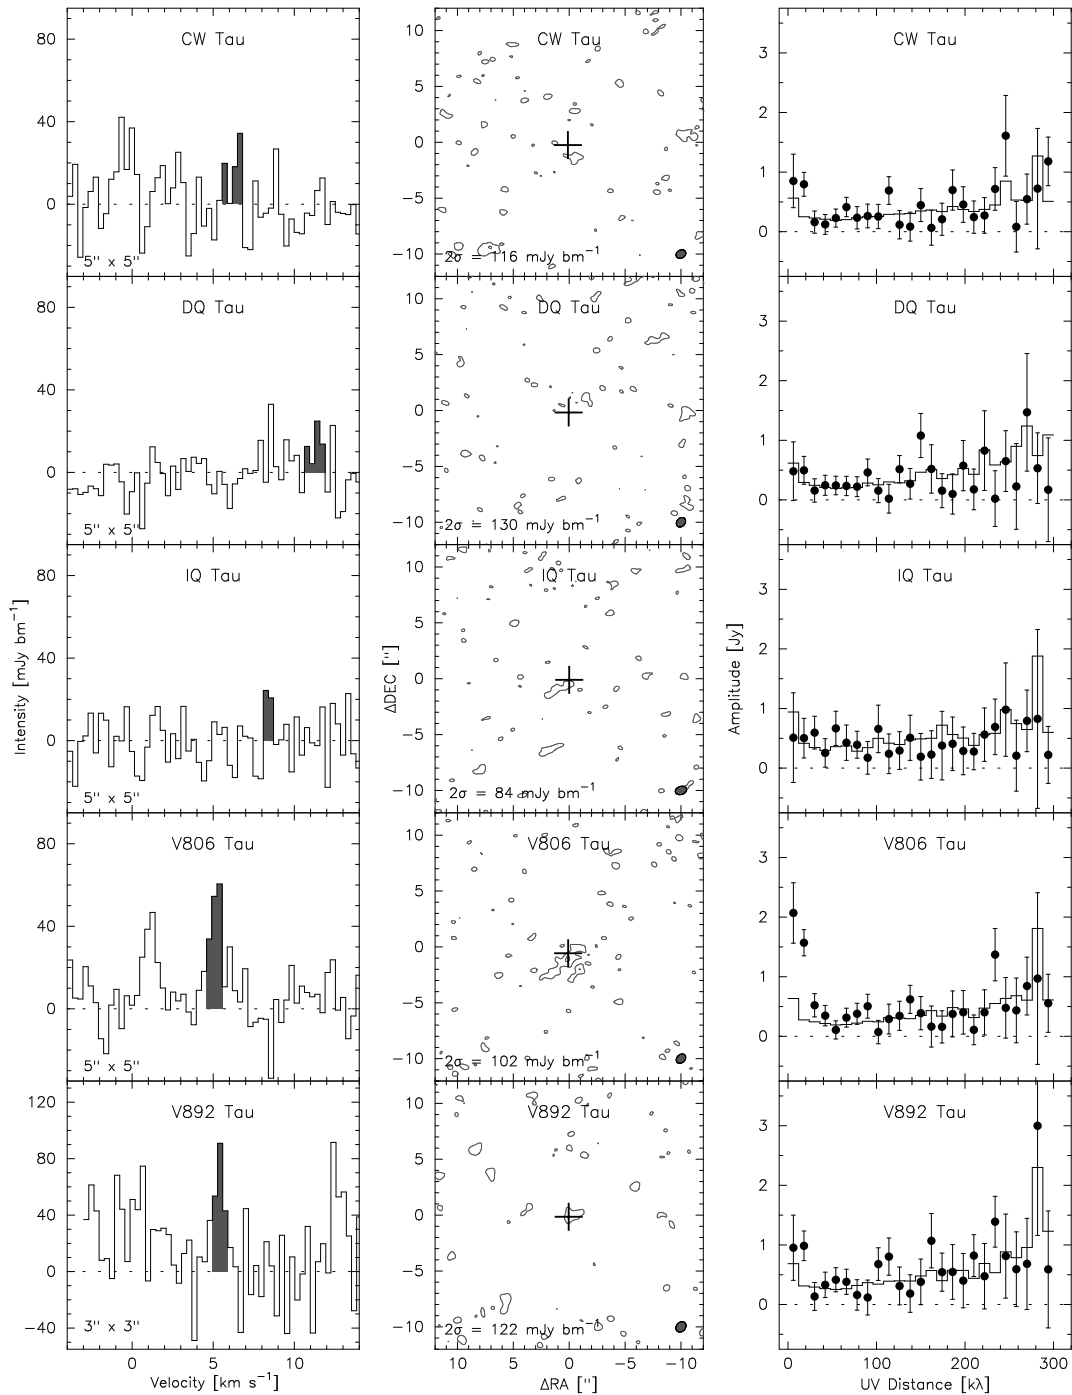 CW Tau
CW Tau
CW Tau
80
40
0
5" x 5"
10
5
0
−5
−10
2σ = 116 mJy bm⁻¹
3
2
1
0
DQ Tau
DQ Tau
DQ Tau
80
40
0
5" x 5"
10
5
0
−5
−10
2σ = 130 mJy bm⁻¹
3
2
1
0
IQ Tau
IQ Tau
IQ Tau
80
40
0
5" x 5"
Intensity [mJy bm⁻¹]
10
5
0
−5
−10
2σ = 84 mJy bm⁻¹
ΔDEC ["]
3
2
1
0
Amplitude [Jy]
V806 Tau
V806 Tau
V806 Tau
80
40
0
5" x 5"
10
5
0
−5
−10
2σ = 102 mJy bm⁻¹
3
2
1
0
V892 Tau
V892 Tau
V892 Tau
120
80
40
0
−40
3" x 3"
10
5
0
−5
−10
2σ = 122 mJy bm⁻¹
3
2
1
0
0 5 10
Velocity [km s⁻¹]
10 5 0 −5 −10
ΔRA ["]
0 100 200 300
UV Distance [kλ]